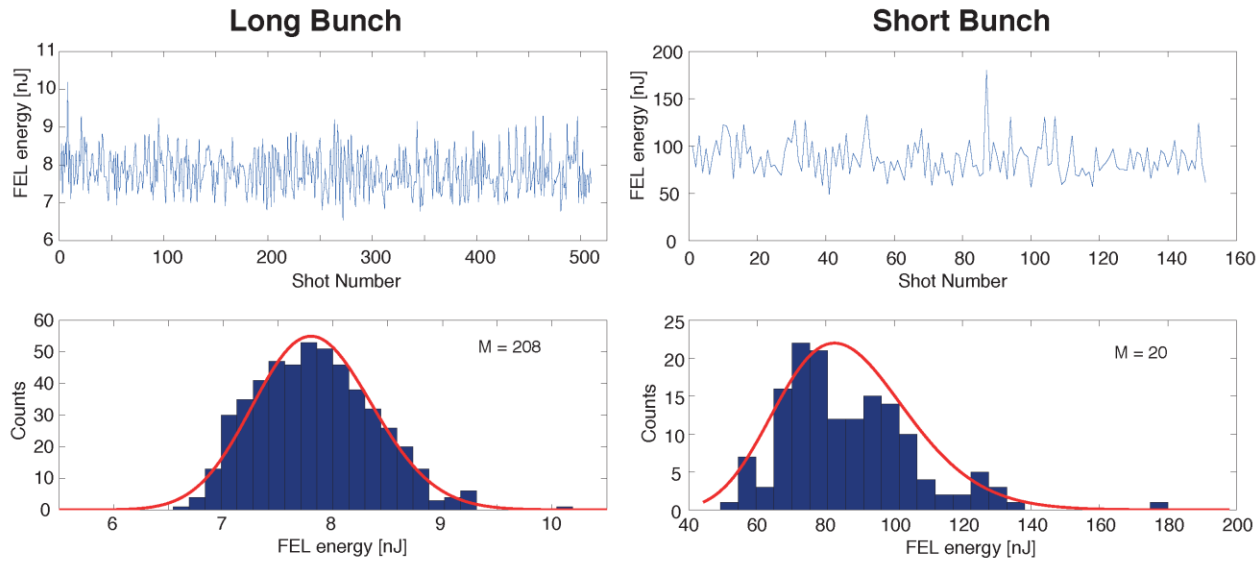 Long Bunch
Short Bunch
FEL energy [nJ]
11
10
9
8
7
6
0 100 200 300 400 500
Shot Number
FEL energy [nJ]
200
150
100
50
0
0 20 40 60 80 100 120 140 160
Shot Number
Counts
60
50
40
30
20
10
0
M = 208
6 7 8 9 10
FEL energy [nJ]
Counts
25
20
15
10
5
0
M = 20
40 60 80 100 120 140 160 180 200
FEL energy [nJ]